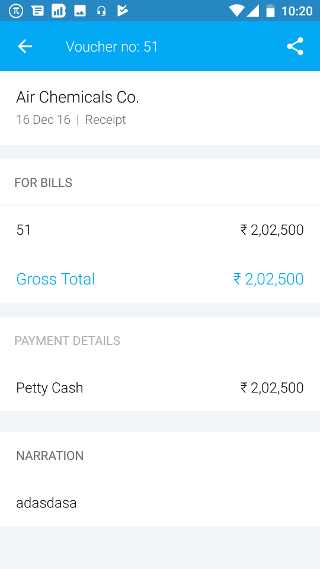 10:20
Voucher no: 51
Air Chemicals Co.
16 Dec 16 | Receipt
FOR BILLS
51 ₹ 2,02,500
Gross Total ₹ 2,02,500
PAYMENT DETAILS
Petty Cash ₹ 2,02,500
NARRATION
adasdasa